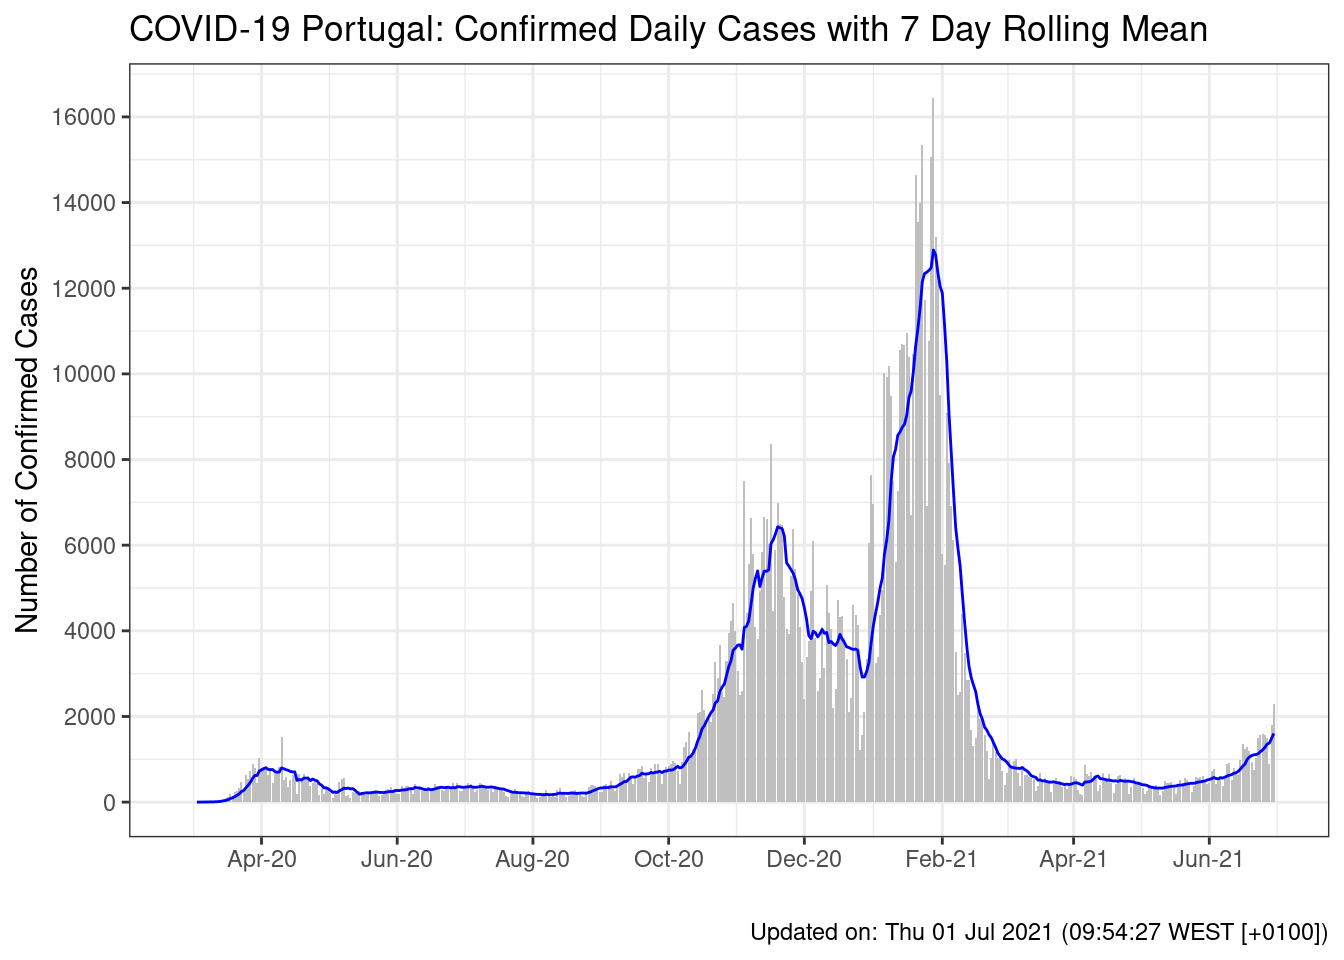 COVID-19 Portugal: Confirmed Daily Cases with 7 Day Rolling Mean
Number of Confirmed Cases
16000
14000
12000
10000
8000
6000
4000
2000
0
Apr-20 Jun-20 Aug-20 Oct-20 Dec-20 Feb-21 Apr-21 Jun-21
Updated on: Thu 01 Jul 2021 (09:54:27 WEST [+0100])